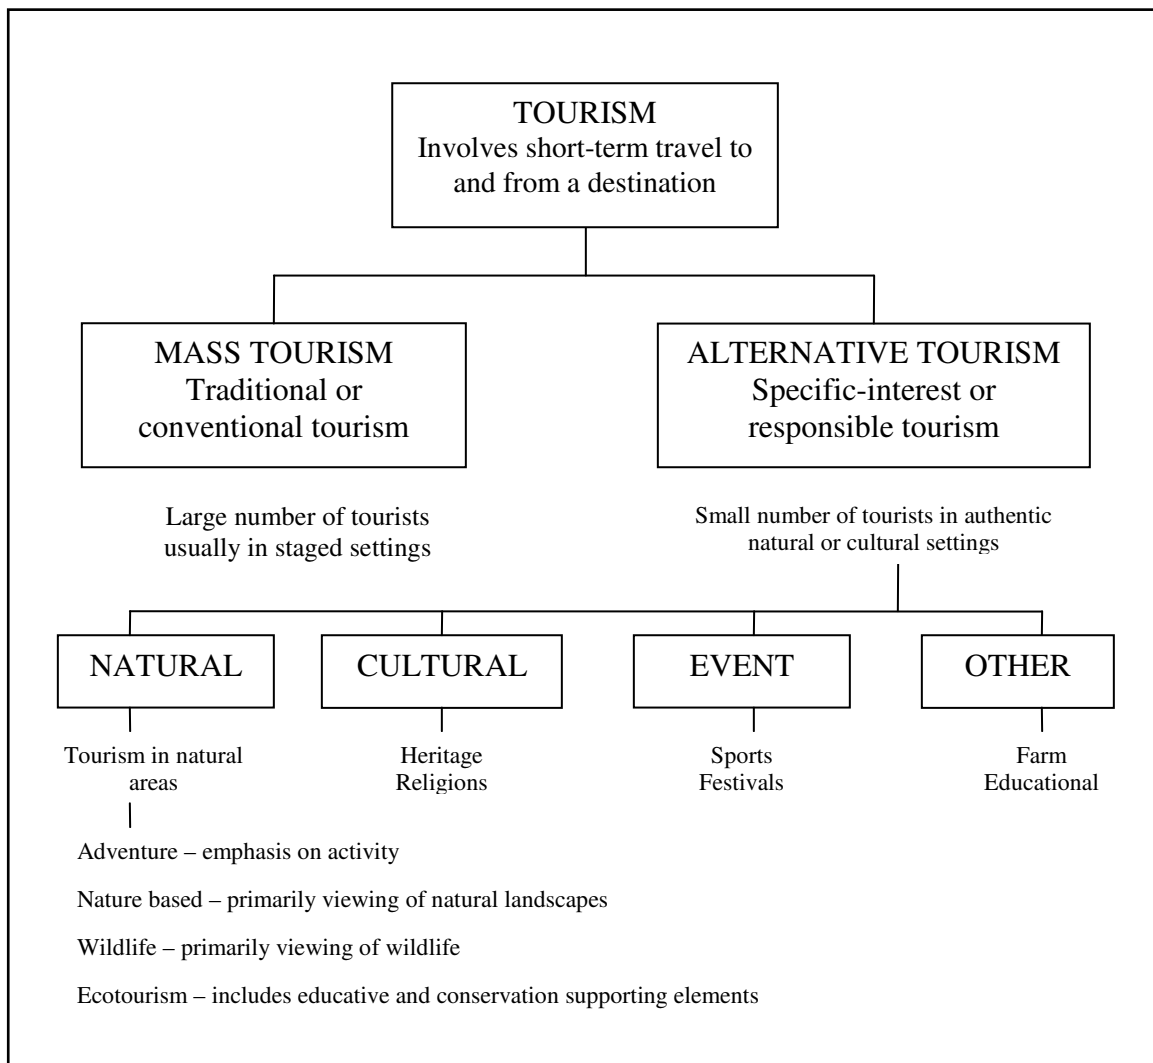 TOURISM
Involves short-term travel to
and from a destination
MASS TOURISM
Traditional or
conventional tourism
ALTERNATIVE TOURISM
Specific-interest or
responsible tourism
Large number of tourists
usually in staged settings
Small number of tourists in authentic
natural or cultural settings
NATURAL
CULTURAL
EVENT
OTHER
Tourism in natural
areas
Heritage
Religions
Sports
Festivals
Farm
Educational
Adventure – emphasis on activity
Nature based – primarily viewing of natural landscapes
Wildlife – primarily viewing of wildlife
Ecotourism – includes educative and conservation supporting elements